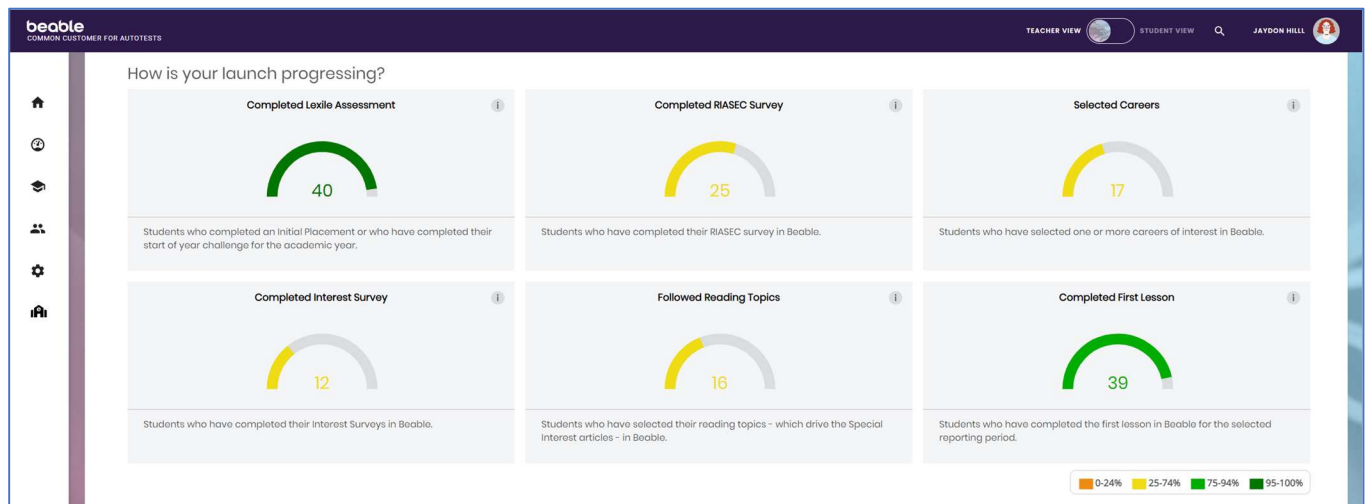 beable
COMMON CUSTOMER FOR AUTOTESTS
TEACHER VIEW STUDENT VIEW JAYDON HILLL
How is your launch progressing?
Completed Lexile Assessment i
40
Students who completed an Initial Placement or who have completed their
start of year challenge for the academic year.
Completed RIASEC Survey i
25
Students who have completed their RIASEC survey in Beable.
Selected Careers i
17
Students who have selected one or more careers of interest in Beable.
Completed Interest Survey i
12
Students who have completed their Interest Surveys in Beable.
Followed Reading Topics i
16
Students who have selected their reading topics - which drive the Special
Interest articles - in Beable.
Completed First Lesson i
39
Students who have completed the first lesson in Beable for the selected
reporting period.
0-24% 25-74% 75-94% 95-100%